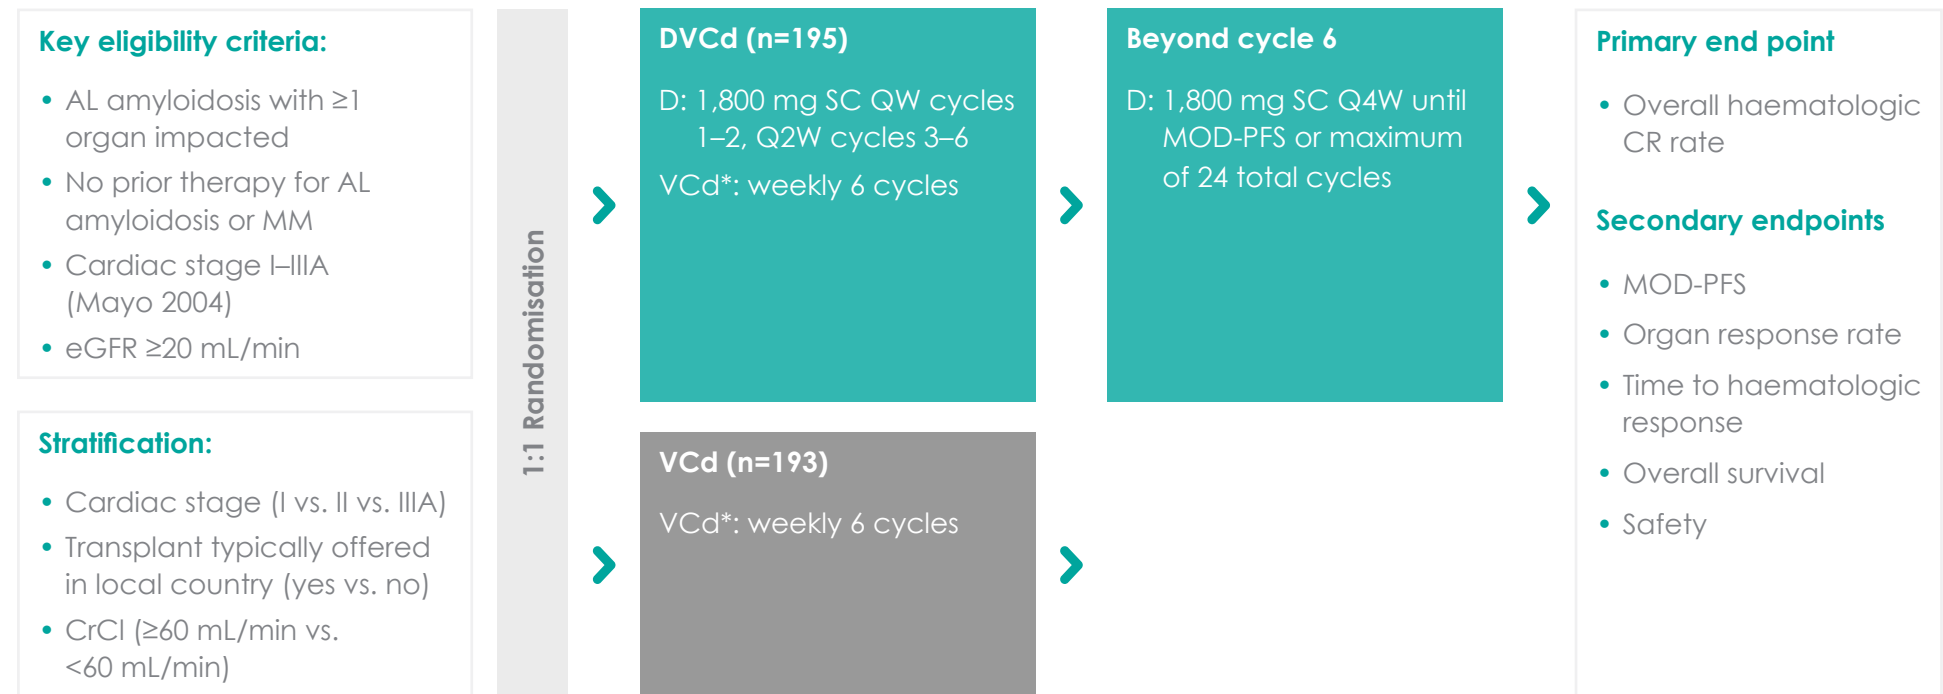 Key eligibility criteria:
• AL amyloidosis with ≥1
organ impacted
• No prior therapy for AL
amyloidosis or MM
• Cardiac stage I–IIIA
(Mayo 2004)
• eGFR ≥20 mL/min
Stratification:
• Cardiac stage (I vs. II vs. IIIA)
• Transplant typically offered
in local country (yes vs. no)
• CrCl (≥60 mL/min vs.
<60 mL/min)
1:1 Randomisation
DVCd (n=195)
D: 1,800 mg SC QW cycles
1–2, Q2W cycles 3–6
VCd*: weekly 6 cycles
VCd (n=193)
VCd*: weekly 6 cycles
Beyond cycle 6
D: 1,800 mg SC Q4W until
MOD-PFS or maximum
of 24 total cycles
Primary end point
• Overall haematologic
CR rate
Secondary endpoints
• MOD-PFS
• Organ response rate
• Time to haematologic
response
• Overall survival
• Safety